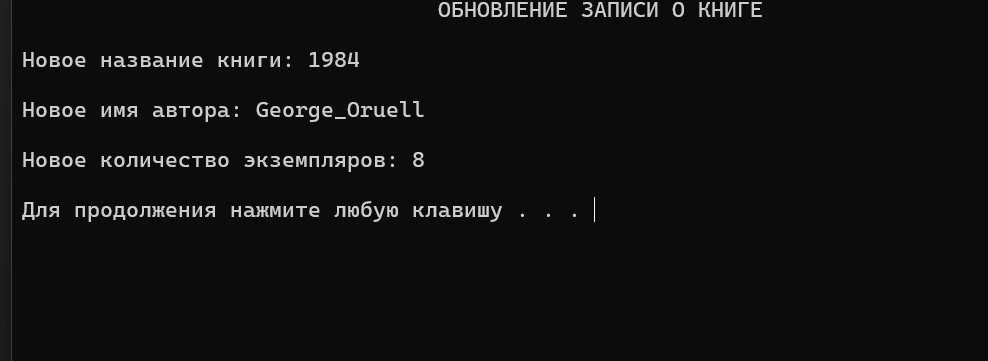 ОБНОВЛЕНИЕ ЗАПИСИ О КНИГЕ
Новое название книги: 1984
Новое имя автора: George_Oruell
Новое количество экземпляров: 8
Для продолжения нажмите любую клавишу . . .